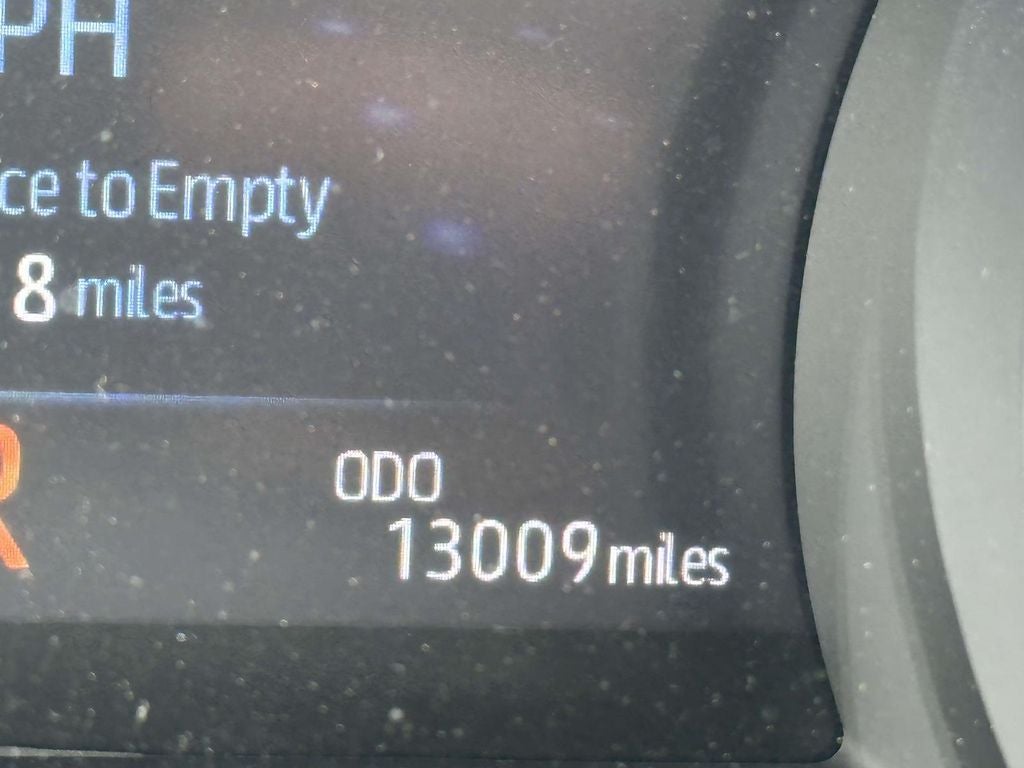 PH
ce to Empty
8 miles
R
ODO
13009 miles